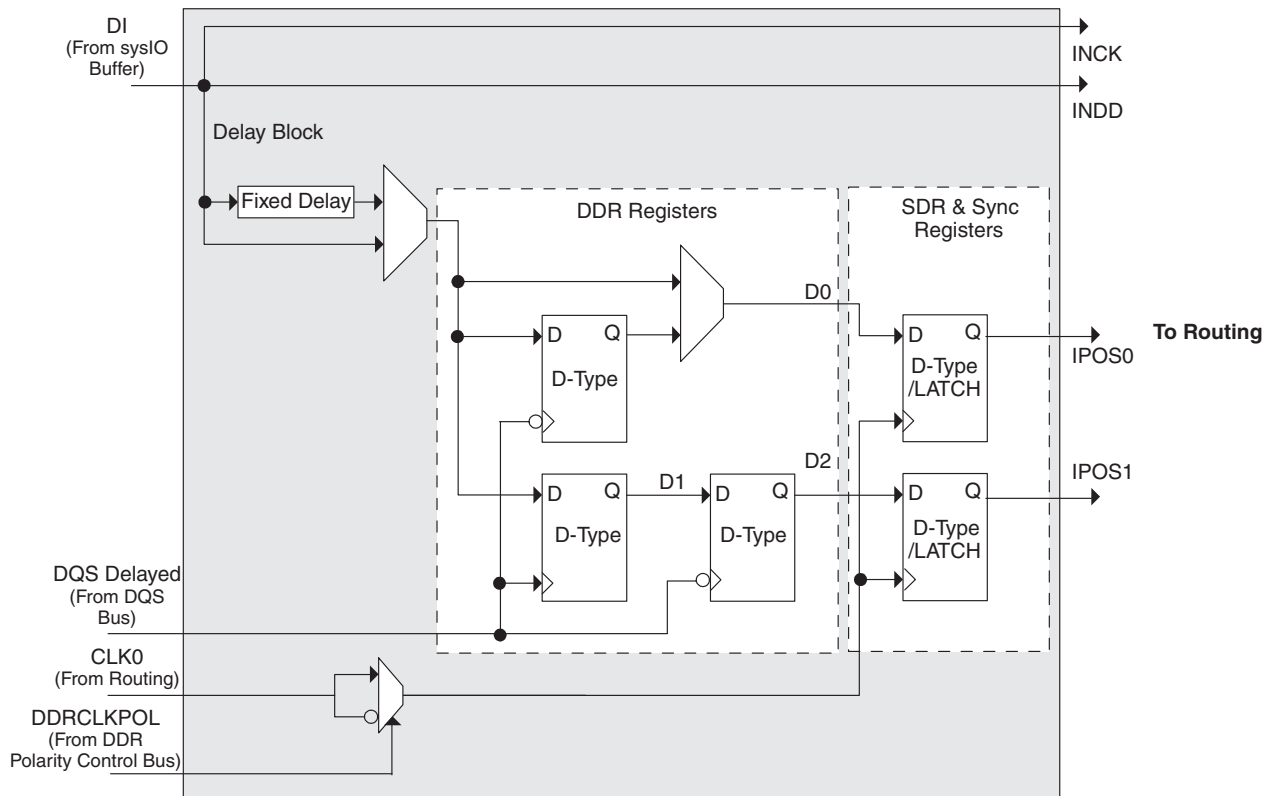 DI
(From sysIO
Buffer)
INCK
INDD
Delay Block
Fixed Delay
DDR Registers
SDR & Sync
Registers
D0
D Q
D-Type
D Q
D-Type
/LATCH
IPOS0
To Routing
D Q
D-Type
D1
D Q
D-Type
D2
D Q
D-Type
/LATCH
IPOS1
DQS Delayed
(From DQS
Bus)
CLK0
(From Routing)
DDRCLKPOL
(From DDR
Polarity Control Bus)